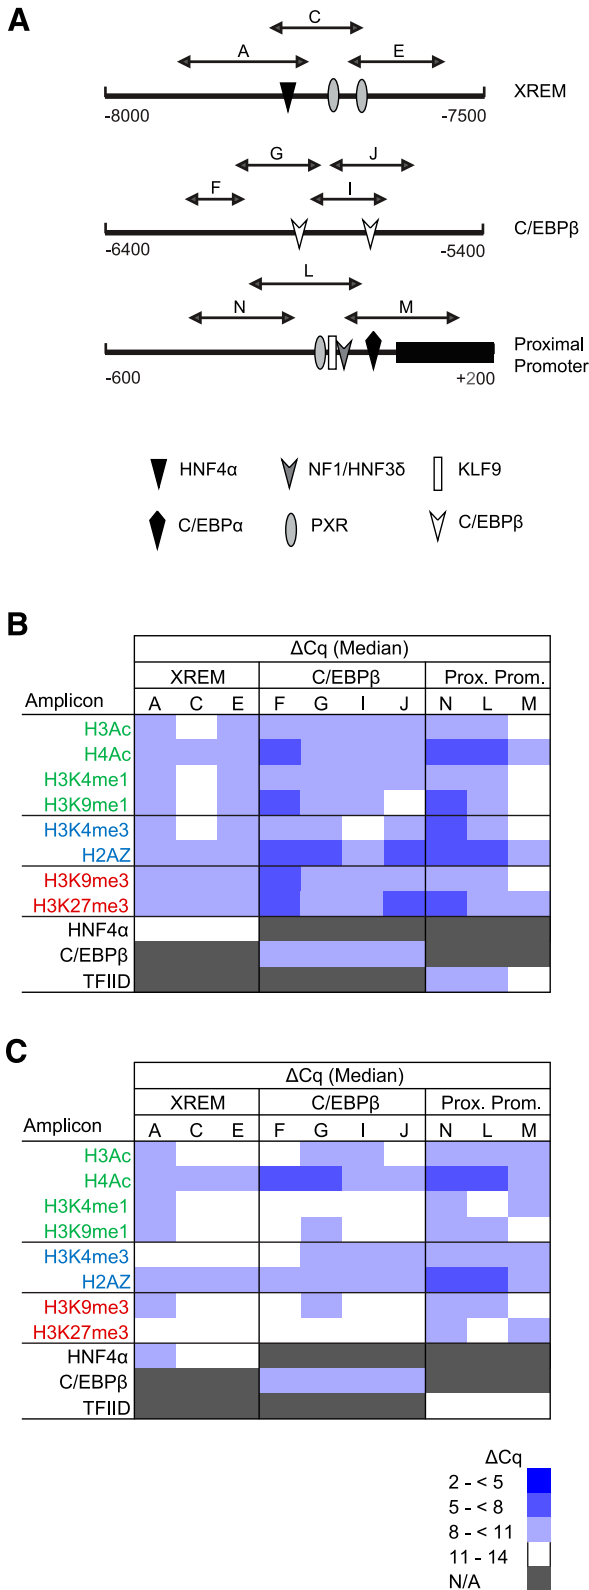 A
C
A E
XREM
-8000 -7500
G J
F I
C/EBPβ
-6400 -5400
L
N M
Proximal
Promoter
-600 +200
HNF4α NF1/HNF3δ KLF9
C/EBPα PXR C/EBPβ
B
ΔCq (Median)
XREM C/EBPβ Prox. Prom.
Amplicon A C E F G I J N L M
H3Ac
H4Ac
H3K4me1
H3K9me1
H3K4me3
H2AZ
H3K9me3
H3K27me3
HNF4α
C/EBPβ
TFIID
C
ΔCq (Median)
XREM C/EBPβ Prox. Prom.
Amplicon A C E F G I J N L M
H3Ac
H4Ac
H3K4me1
H3K9me1
H3K4me3
H2AZ
H3K9me3
H3K27me3
HNF4α
C/EBPβ
TFIID
ΔCq
2 - < 5
5 - < 8
8 - < 11
11 - 14
N/A